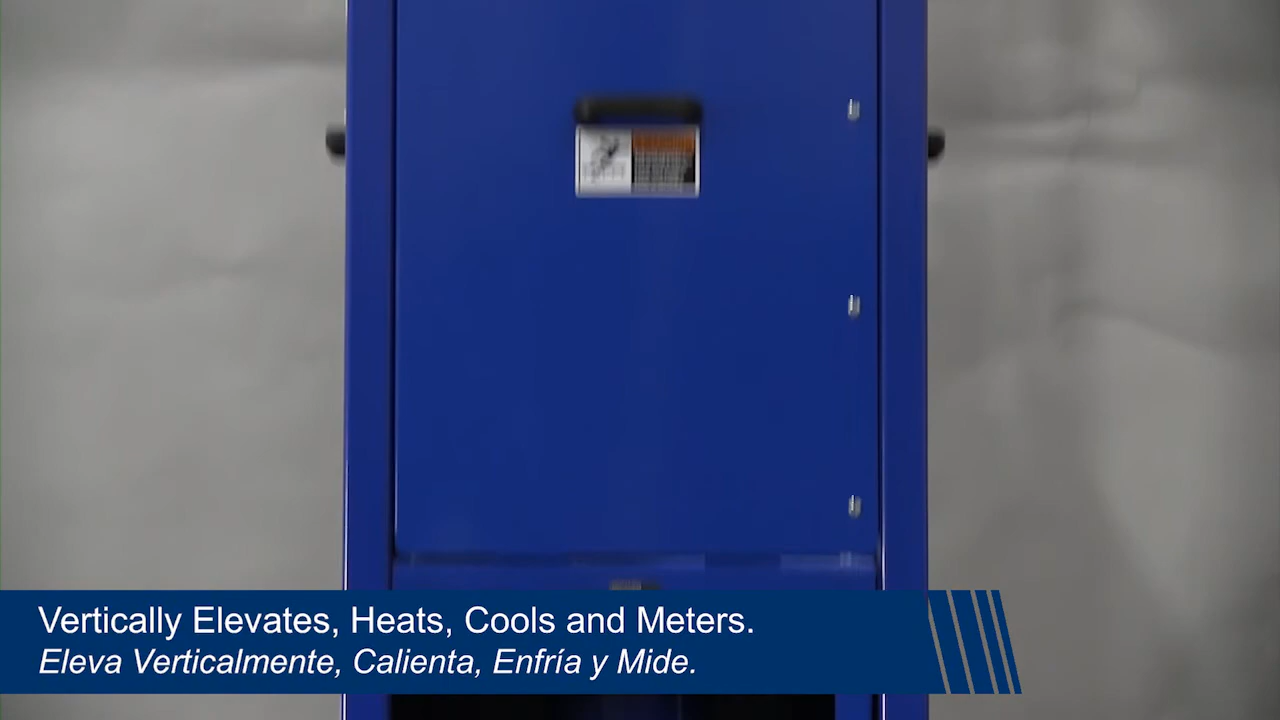 Vertically Elevates, Heats, Cools and Meters.
Eleva Verticalmente, Calienta, Enfría y Mide.